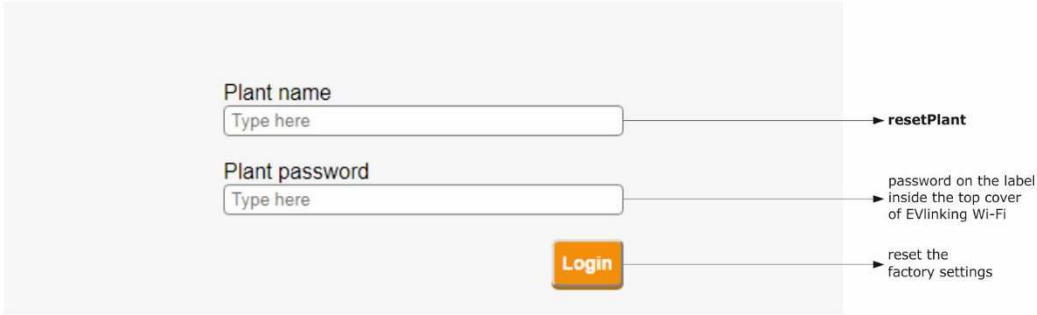 Plant name
Type here
resetPlant
Plant password
Type here
password on the label
inside the top cover
of EVlinking Wi-Fi
Login
reset the
factory settings